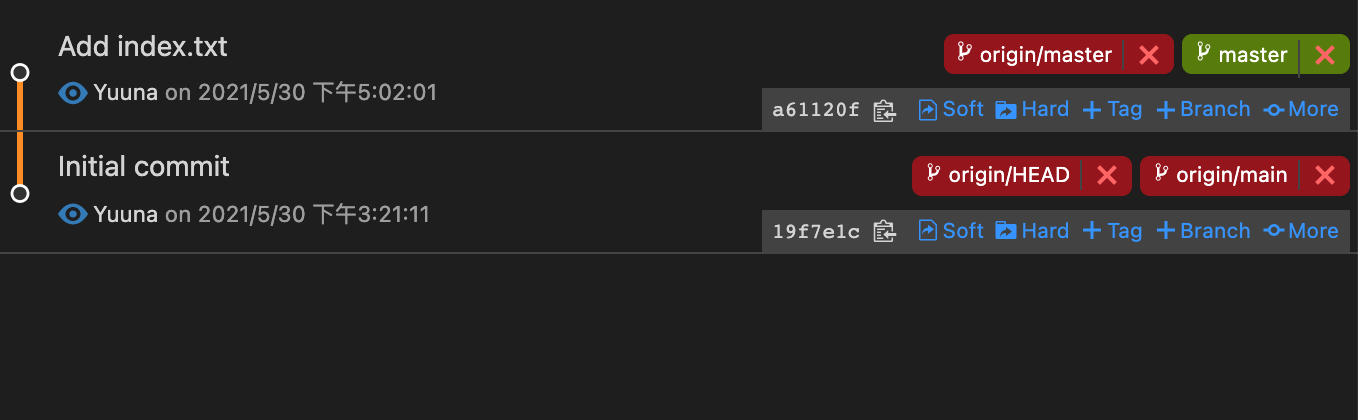 Add index.txt
origin/master
master
Yuuna on 2021/5/30 下午5:02:01
a61120f Soft Hard Tag Branch More
Initial commit
origin/HEAD
origin/main
Yuuna on 2021/5/30 下午3:21:11
19f7e1c Soft Hard Tag Branch More